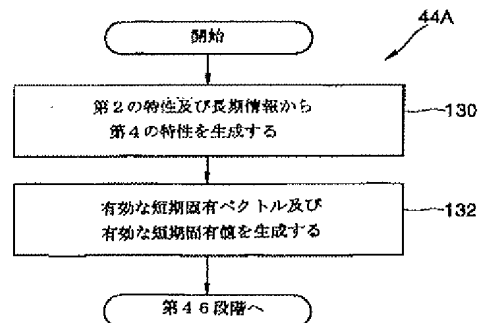 44A
開始
第2の特性及び長期情報から
第4の特性を生成する
130
有効な短期固有ベクトル及び
有効な短期固有値を生成する
132
第46段階へ